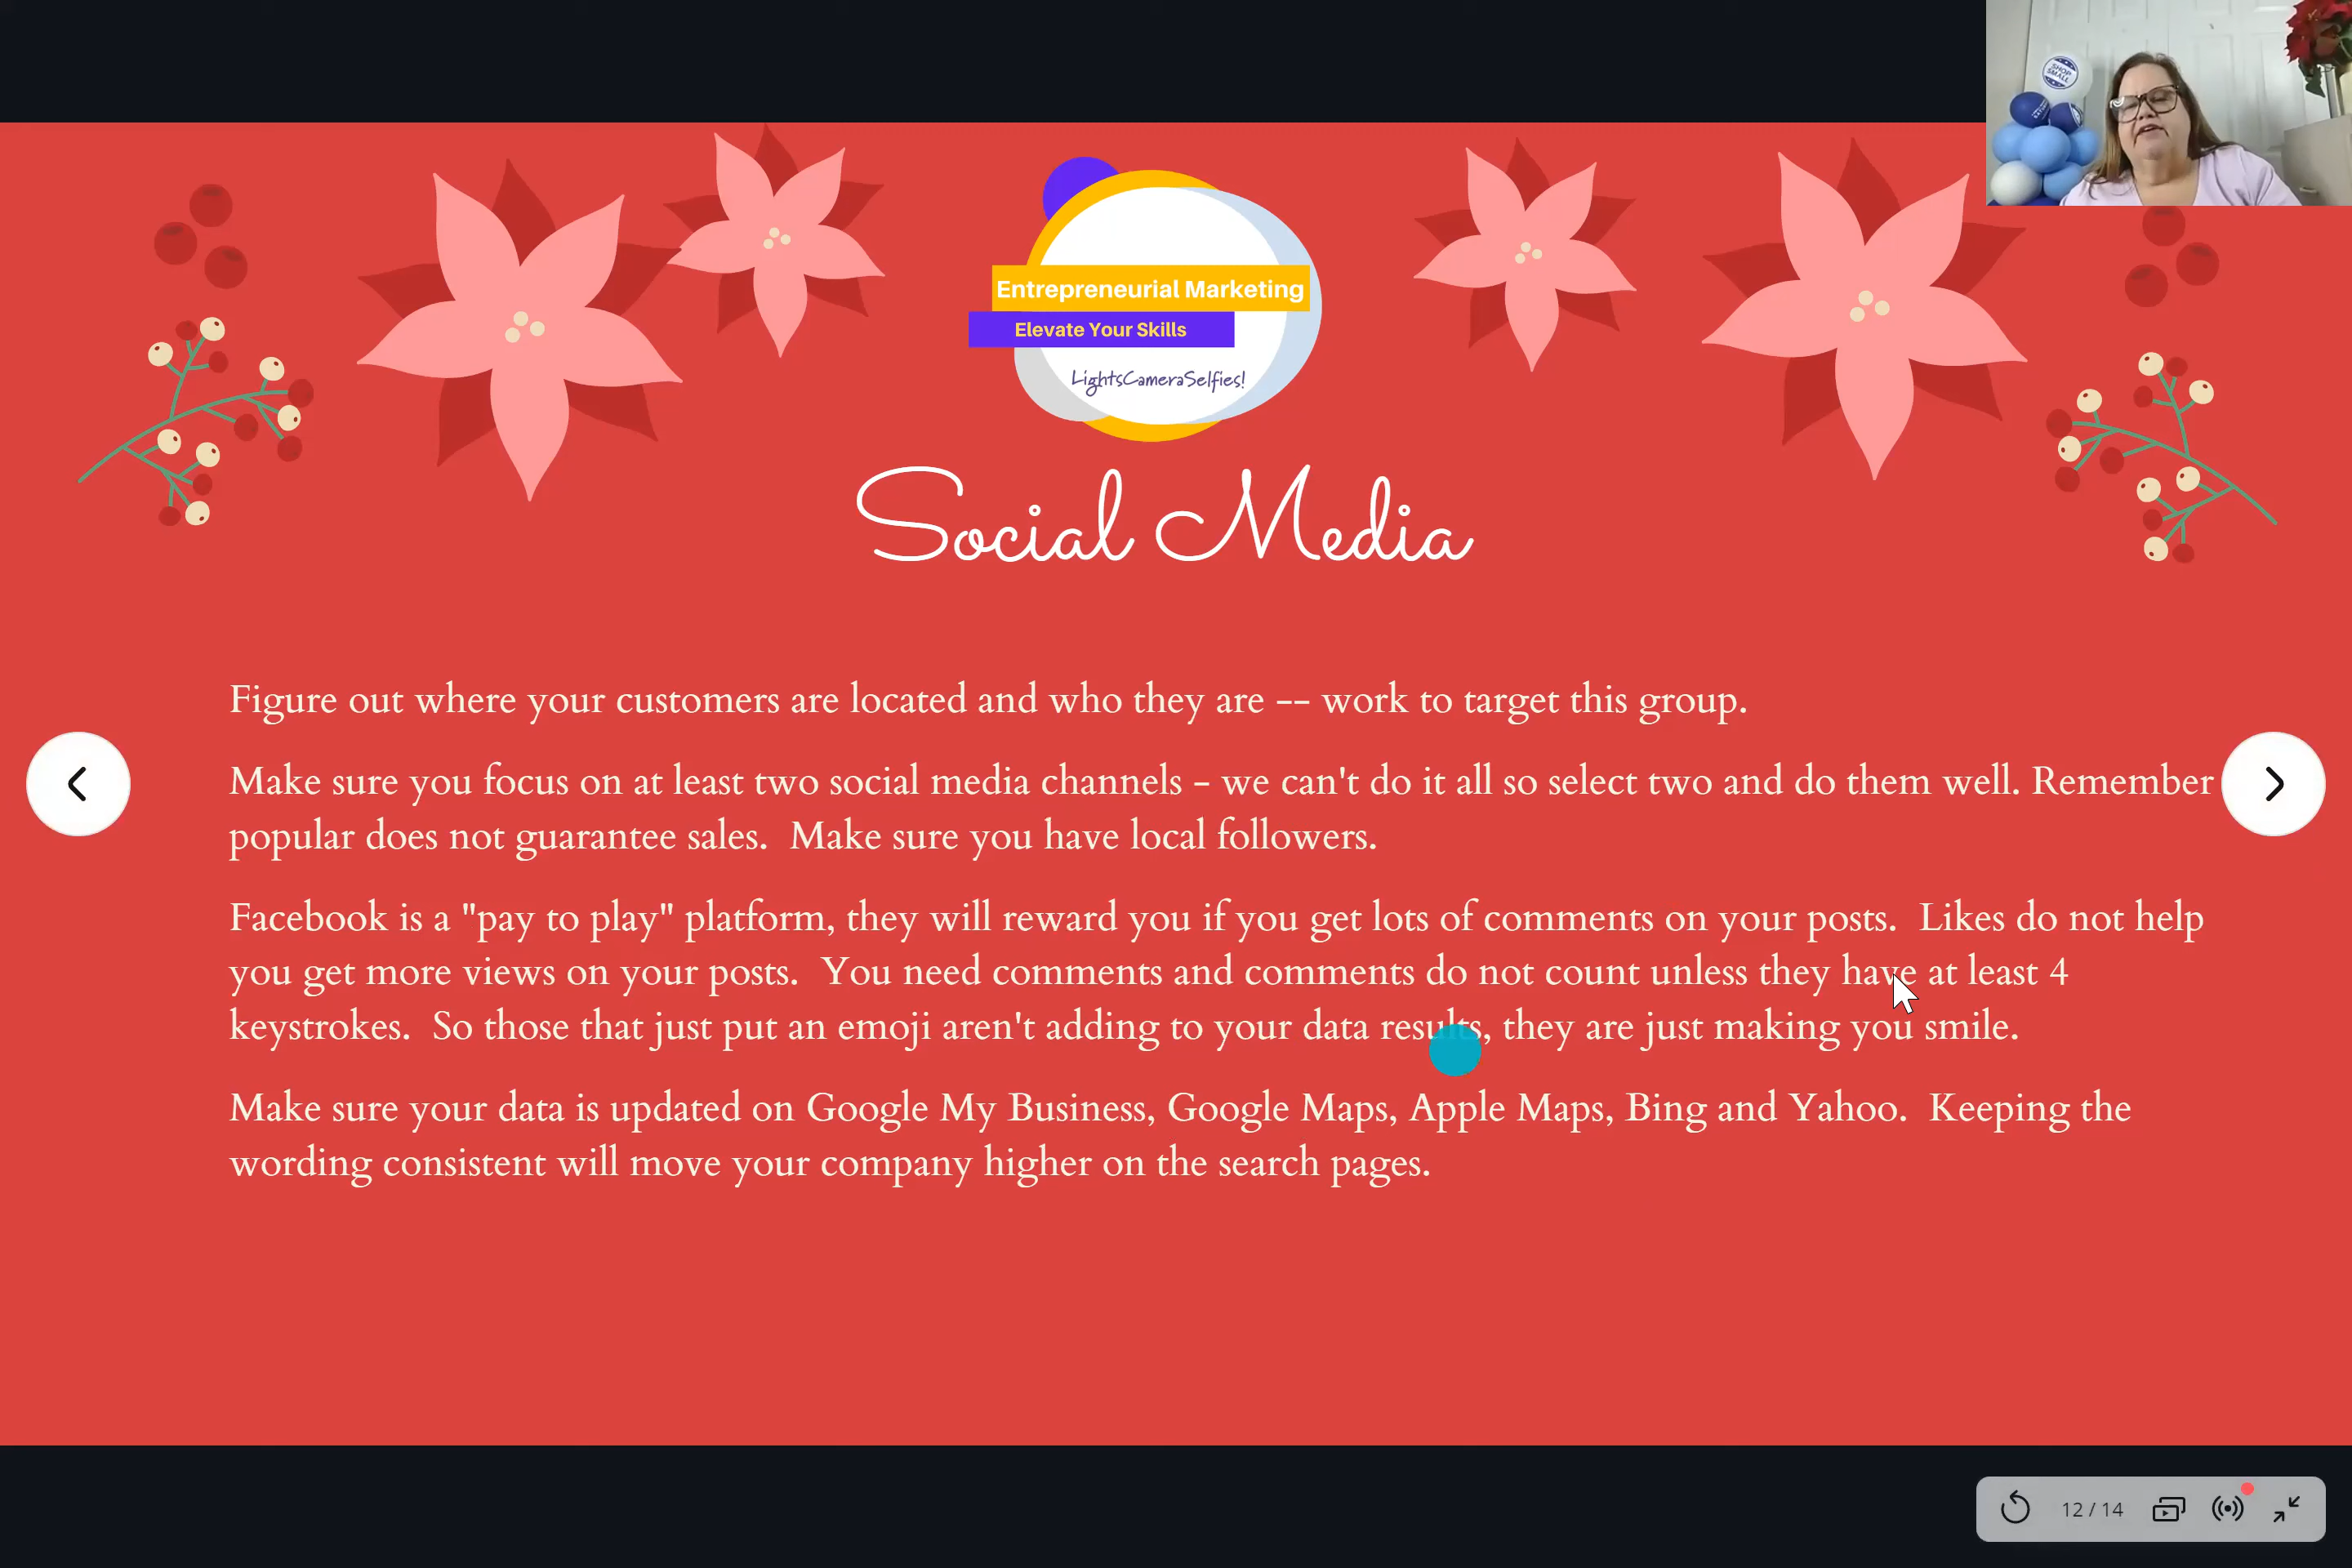 SHOP
SMALL
Entrepreneurial Marketing
Elevate Your Skills
LightsCameraSelfies!
Social Media
Figure out where your customers are located and who they are -- work to target this group.
Make sure you focus on at least two social media channels - we can't do it all so select two and do them well. Remember
popular does not guarantee sales.  Make sure you have local followers.
Facebook is a "pay to play" platform, they will reward you if you get lots of comments on your posts.  Likes do not help
you get more views on your posts.  You need comments and comments do not count unless they have at least 4
keystrokes.  So those that just put an emoji aren't adding to your data results, they are just making you smile.
Make sure your data is updated on Google My Business, Google Maps, Apple Maps, Bing and Yahoo.  Keeping the
wording consistent will move your company higher on the search pages.
12 / 14